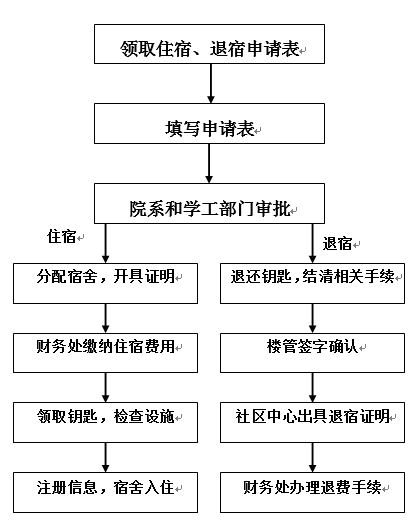 领取住宿、退宿申请表
填写申请表
院系和学工部门审批
住宿
退宿
分配宿舍，开具证明
退还钥匙，结清相关手续
财务处缴纳住宿费用
楼管签字确认
领取钥匙，检查设施
社区中心出具退宿证明
注册信息，宿舍入住
财务处办理退费手续